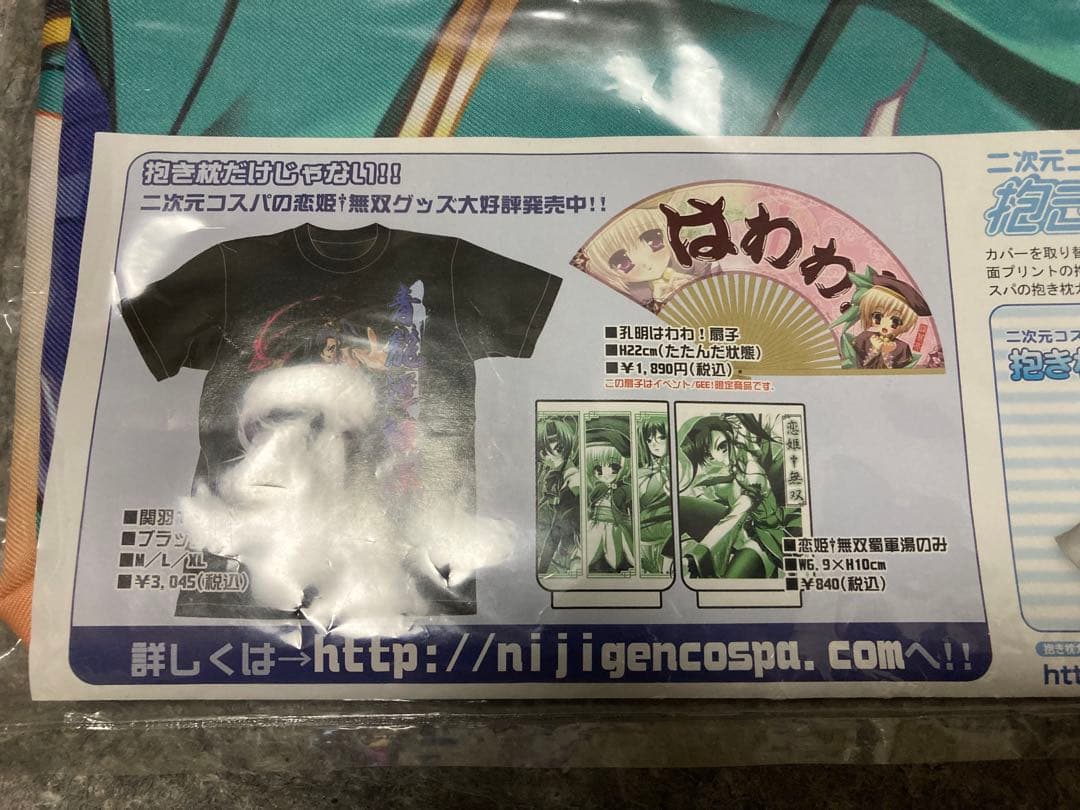 抱き枕だけじゃない!!
二次元コスパの恋姫†無双グッズ大好評発売中!!
はわわ!
■孔明はわわ!扇子
■H22cm(たたんだ状態)
■¥1,890円(税込)
この扇子はイベント/GEE!限定商品です。
恋姫†無双
■恋姫†無双蜀軍湯のみ
■W6.9×H10cm
■¥840(税込)
■関羽
■ブラッ
■M/L/XL
■¥3,045(税込)
詳しくは→http://nijigencospa.comへ!!
二次元コ
抱き
カバーを取り替
面プリントの抱
スパの抱き枕カ
二次元コス
抱き
抱き枕カ
htt